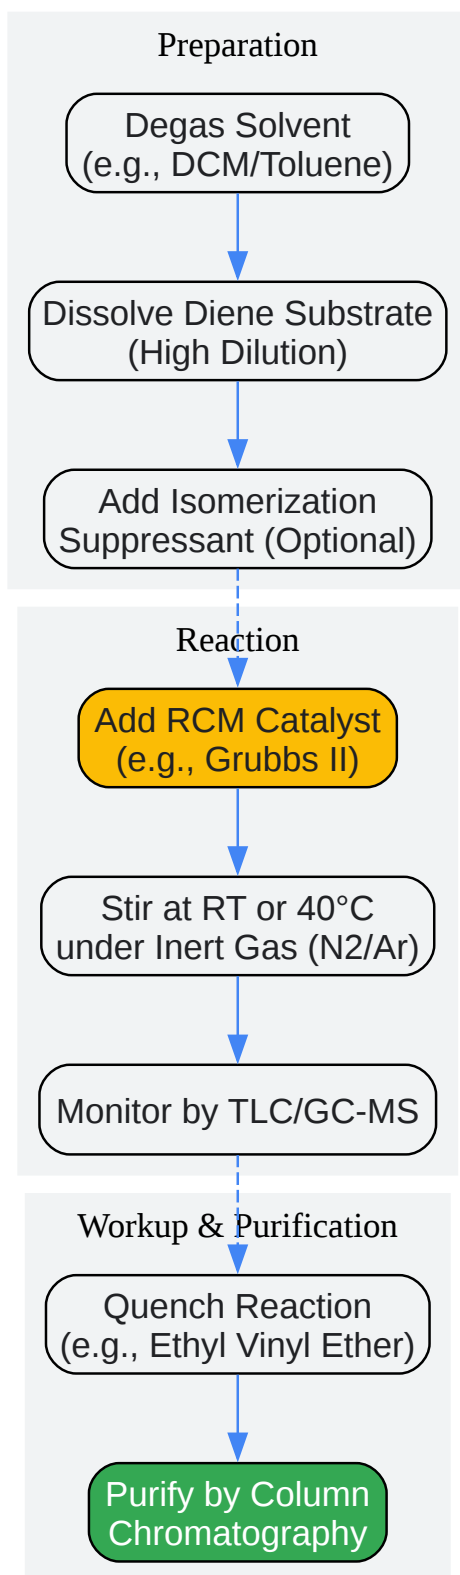 Preparation
Degas Solvent
(e.g., DCM/Toluene)
Dissolve Diene Substrate
(High Dilution)
Add Isomerization
Suppressant (Optional)
Reaction
Add RCM Catalyst
(e.g., Grubbs II)
Stir at RT or 40°C
under Inert Gas (N2/Ar)
Monitor by TLC/GC-MS
Workup & Purification
Quench Reaction
(e.g., Ethyl Vinyl Ether)
Purify by Column
Chromatography